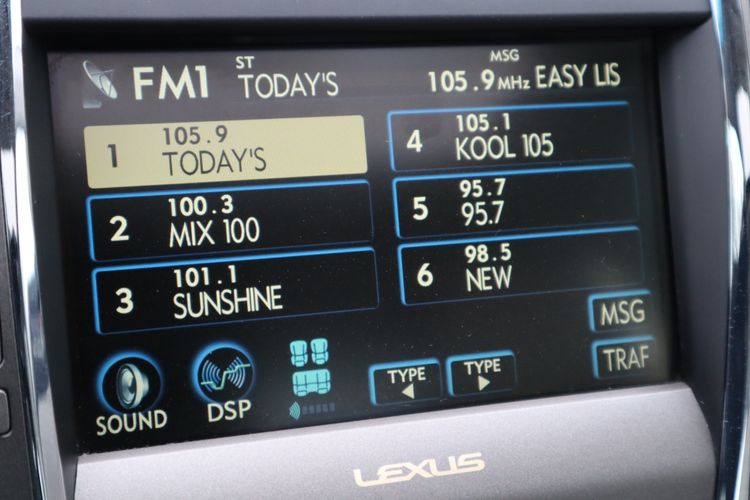 FM1 ST TODAY'S MSG 105.9 MHz EASY LIS
1 105.9
TODAY'S
2 100.3
MIX 100
3 101.1
SUNSHINE
4 105.1
KOOL 105
5 95.7
95.7
6 98.5
NEW
MSG
TRAF
SOUND
DSP
TYPE
TYPE
LEXUS